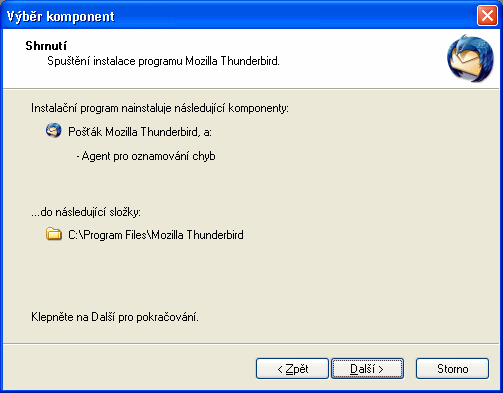 Výběr komponent
Shrnutí
Spuštění instalace programu Mozilla Thunderbird.
Instalační program nainstaluje následující komponenty:
Pošťák Mozilla Thunderbird, a:
- Agent pro oznamování chyb
...do následující složky:
C:\Program Files\Mozilla Thunderbird
Klepněte na Další pro pokračování.
< Zpět
Další >
Storno